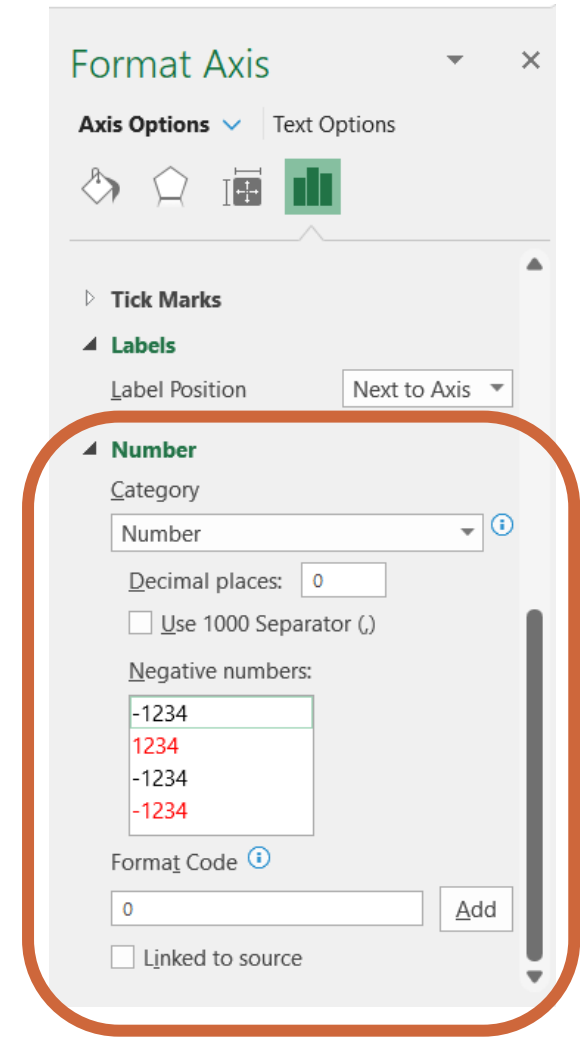 Format Axis
Axis Options Text Options
Tick Marks
Labels
Label Position Next to Axis
Number
Category
Number
Decimal places: 0
Use 1000 Separator (,)
Negative numbers:
-1234
1234
-1234
-1234
Format Code
0 Add
Linked to source